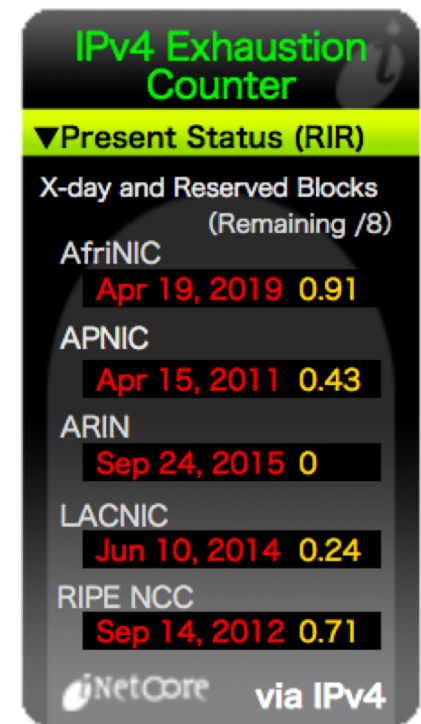 IPv4 Exhaustion
Counter
▼Present Status (RIR)
X-day and Reserved Blocks
(Remaining /8)
AfriNIC
Apr 19, 2019 0.91
APNIC
Apr 15, 2011 0.43
ARIN
Sep 24, 2015 0
LACNIC
Jun 10, 2014 0.24
RIPE NCC
Sep 14, 2012 0.71
iNetCore via IPv4